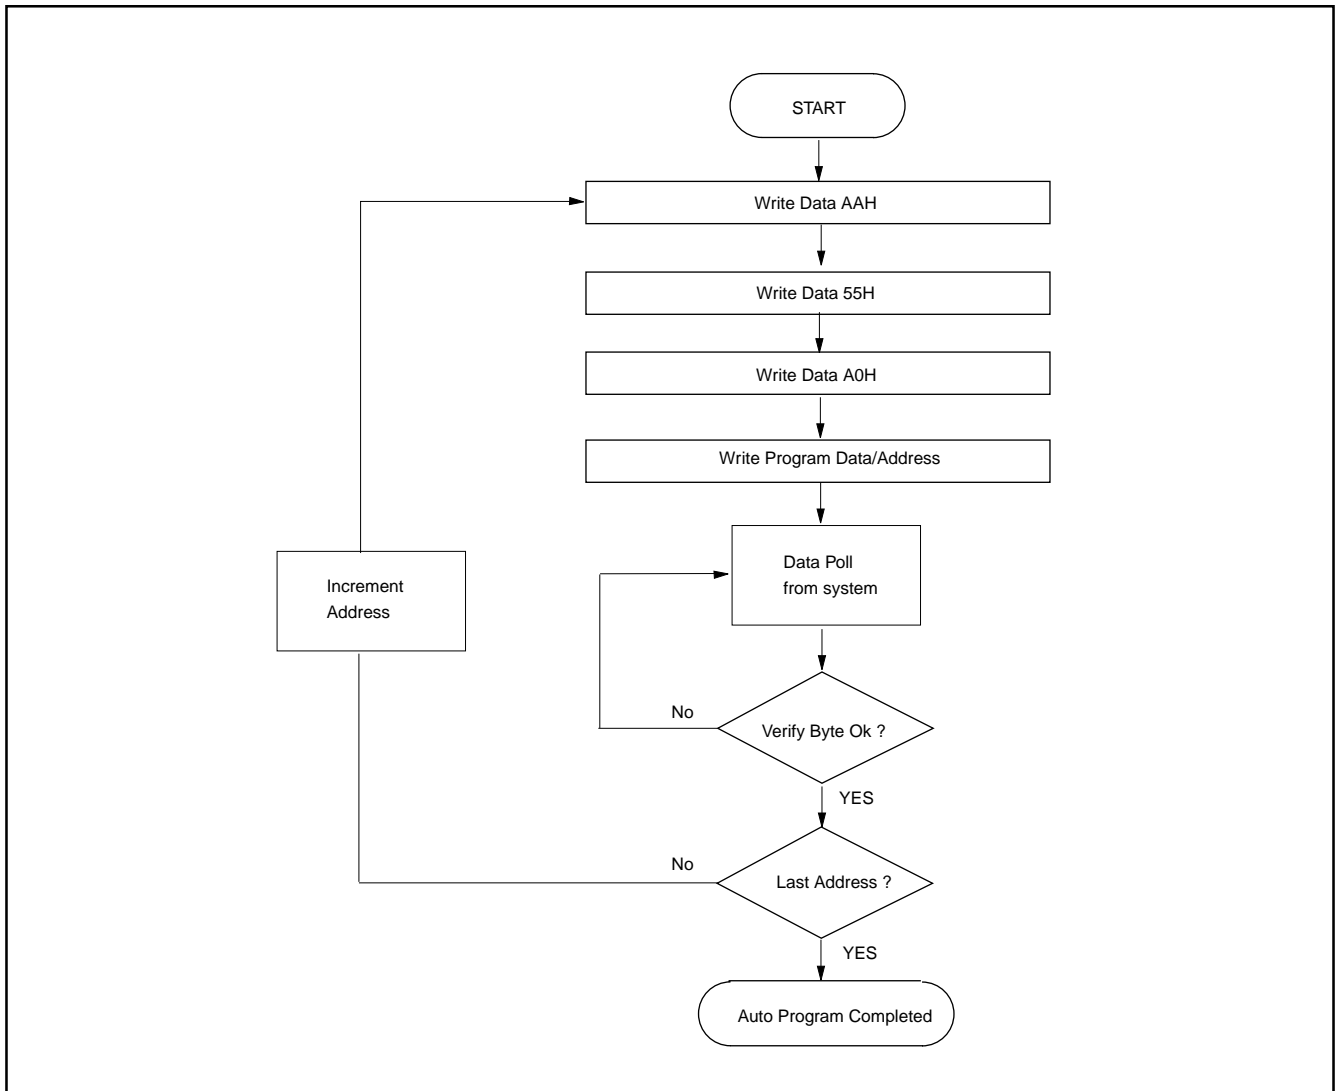 START
Write Data AAH
Write Data 55H
Write Data A0H
Write Program Data/Address
Data Poll
from system
Increment
Address
No
Verify Byte Ok ?
YES
No
Last Address ?
YES
Auto Program Completed